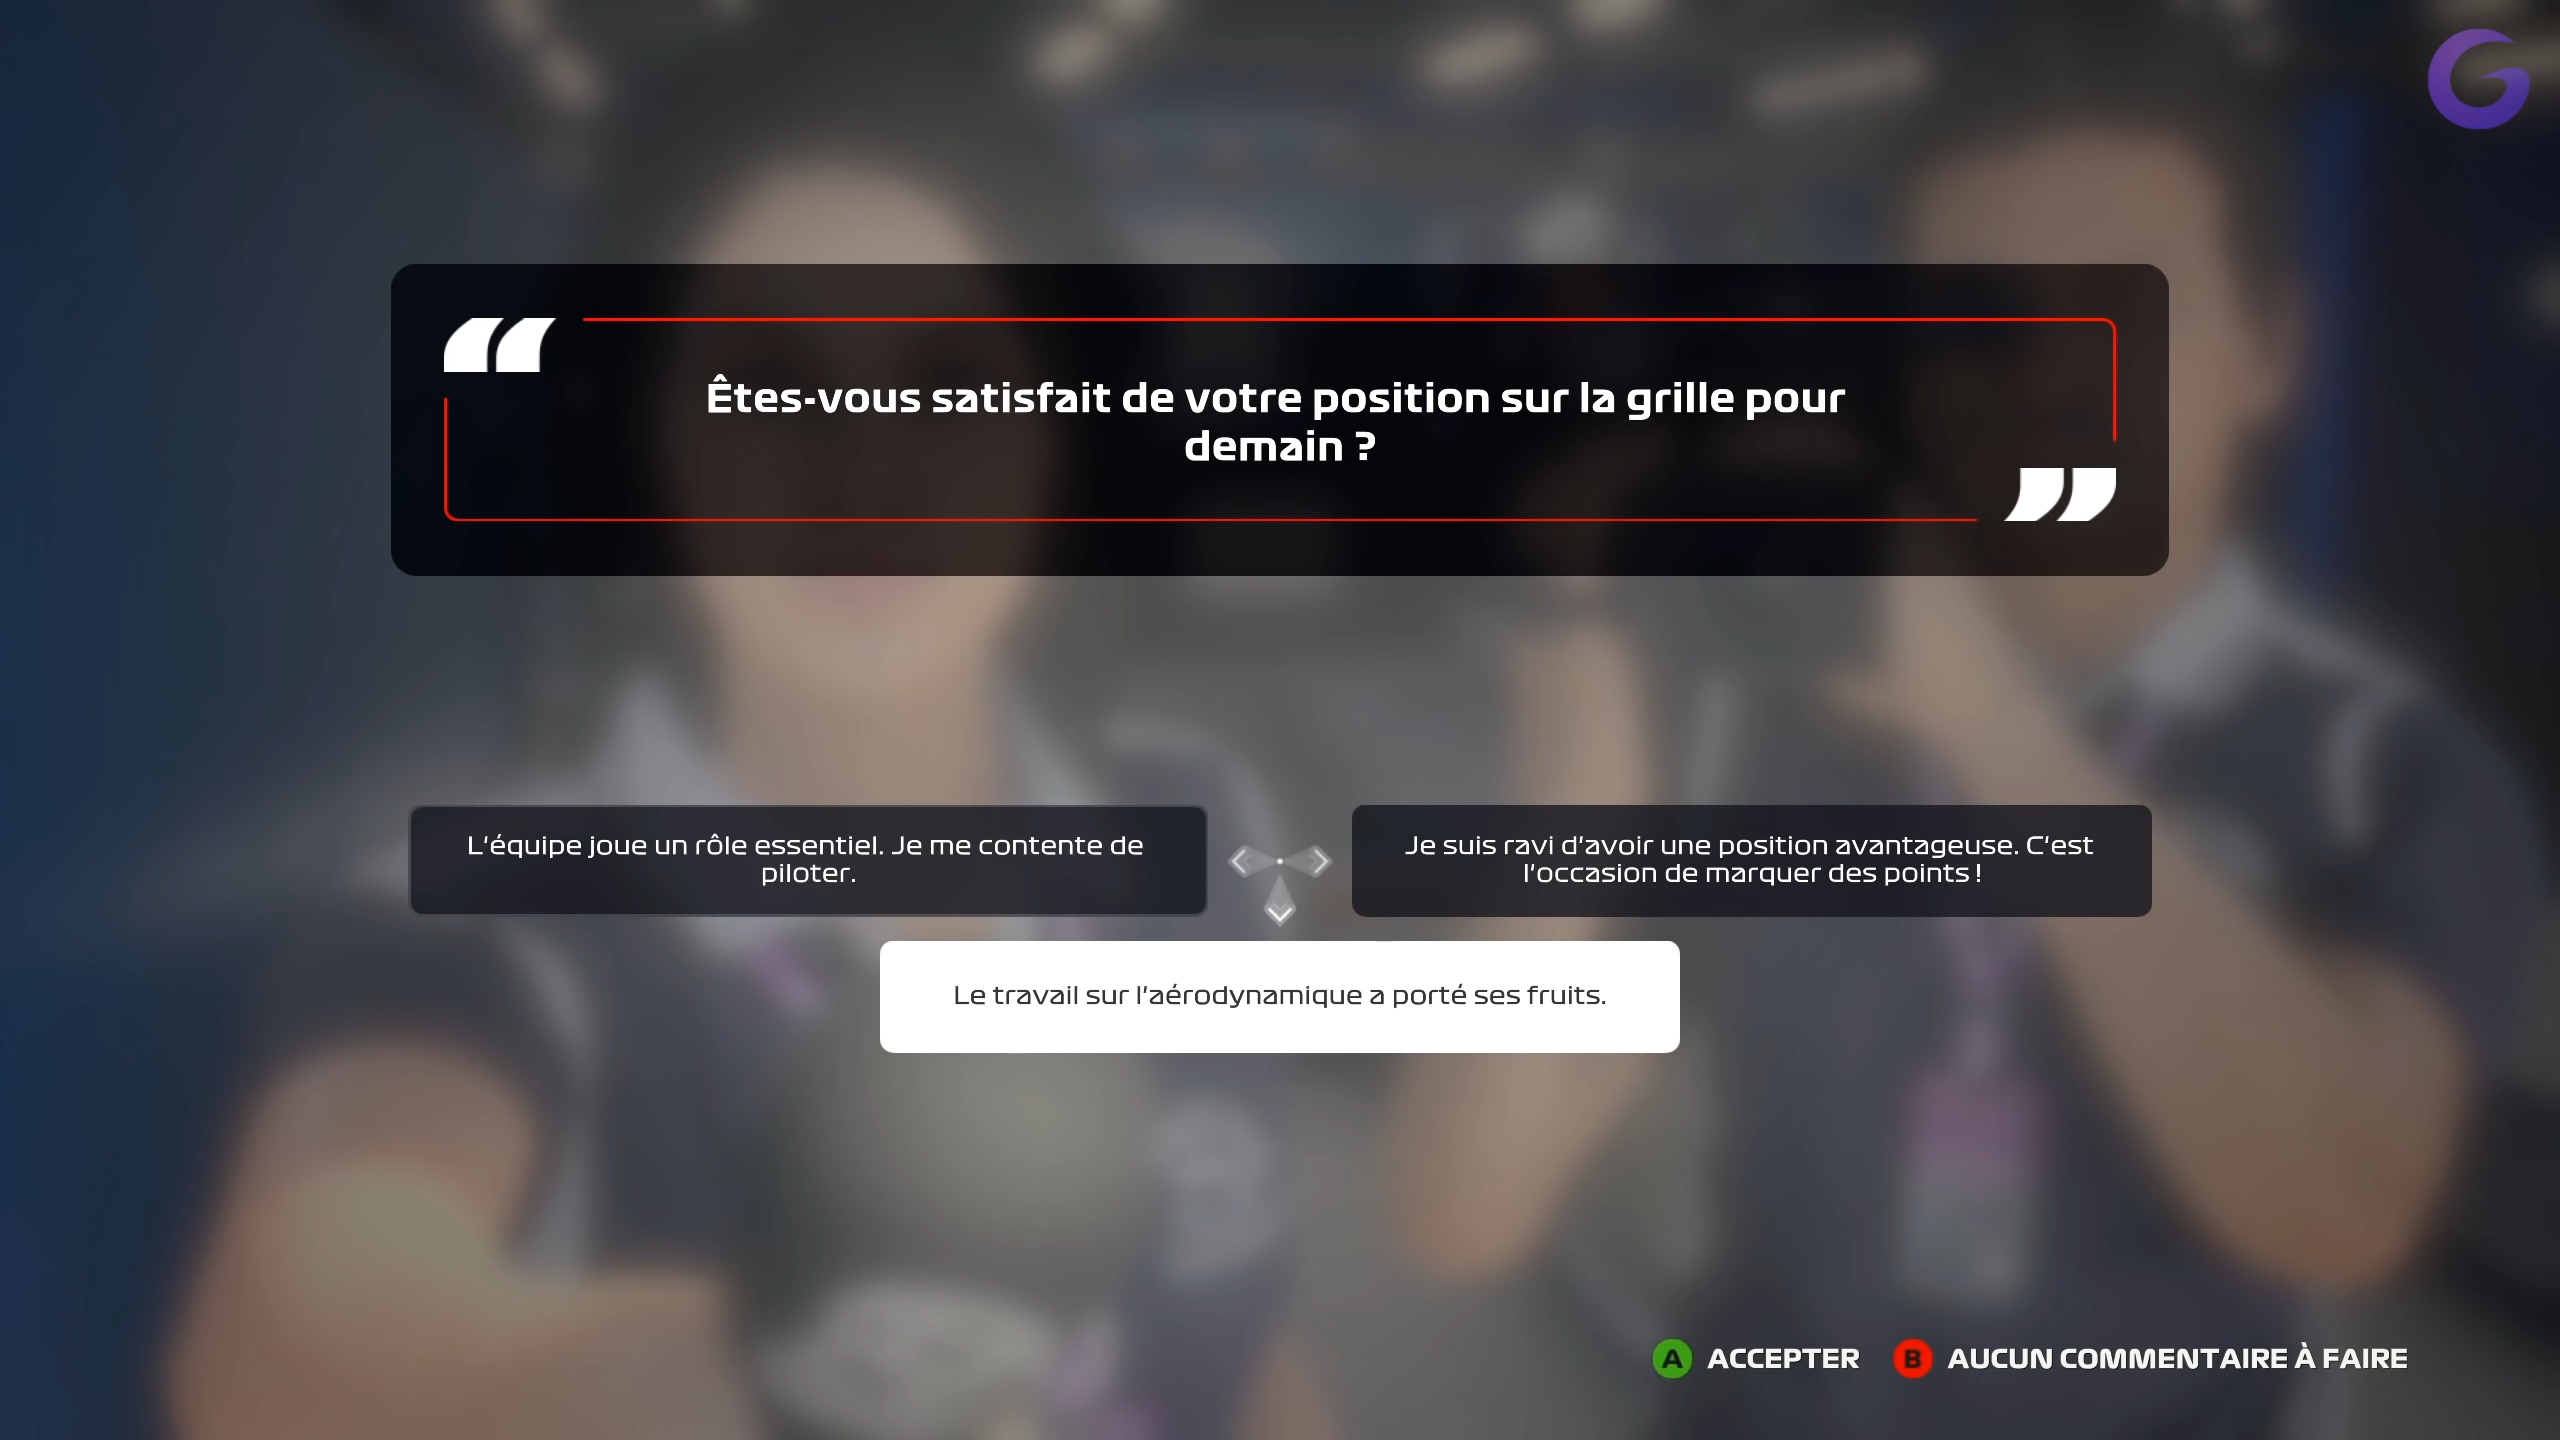 Êtes-vous satisfait de votre position sur la grille pour
demain ?
L'équipe joue un rôle essentiel. Je me contente de
piloter.
Je suis ravi d'avoir une position avantageuse. C'est
l'occasion de marquer des points !
Le travail sur l'aérodynamique a porté ses fruits.
A ACCEPTER B AUCUN COMMENTAIRE À FAIRE